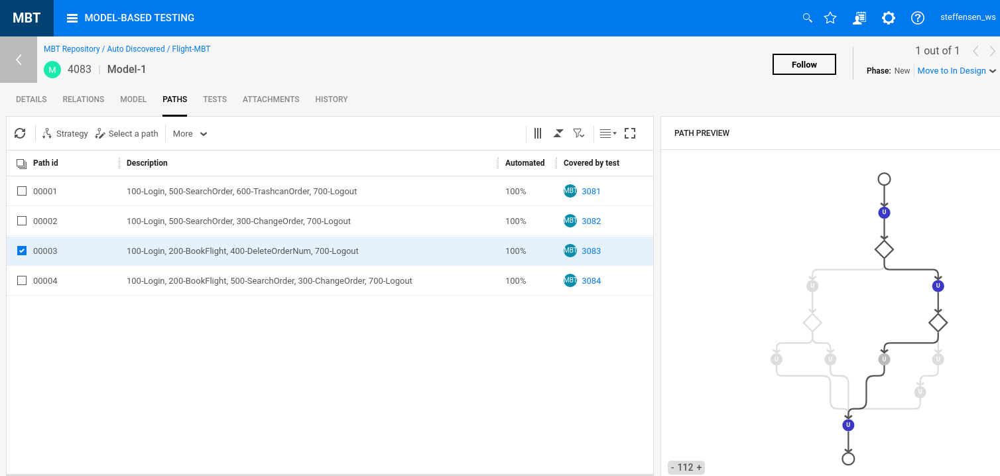 MBT
MODEL-BASED TESTING
steffensen_ws
MBT Repository / Auto Discovered / Flight-MBT
M 4083 | Model-1
Follow
1 out of 1
Phase: New Move to In Design
DETAILS RELATIONS MODEL PATHS TESTS ATTACHMENTS HISTORY
Strategy Select a path More
PATH PREVIEW
Path id Description Automated Covered by test
00001 100-Login, 500-SearchOrder, 600-TrashcanOrder, 700-Logout 100% MBT 3081
00002 100-Login, 500-SearchOrder, 300-ChangeOrder, 700-Logout 100% MBT 3082
00003 100-Login, 200-BookFlight, 400-DeleteOrderNum, 700-Logout 100% MBT 3083
00004 100-Login, 200-BookFlight, 500-SearchOrder, 300-ChangeOrder, 700-Logout 100% MBT 3084
U
U U
U U U U
U
U
- 112 +